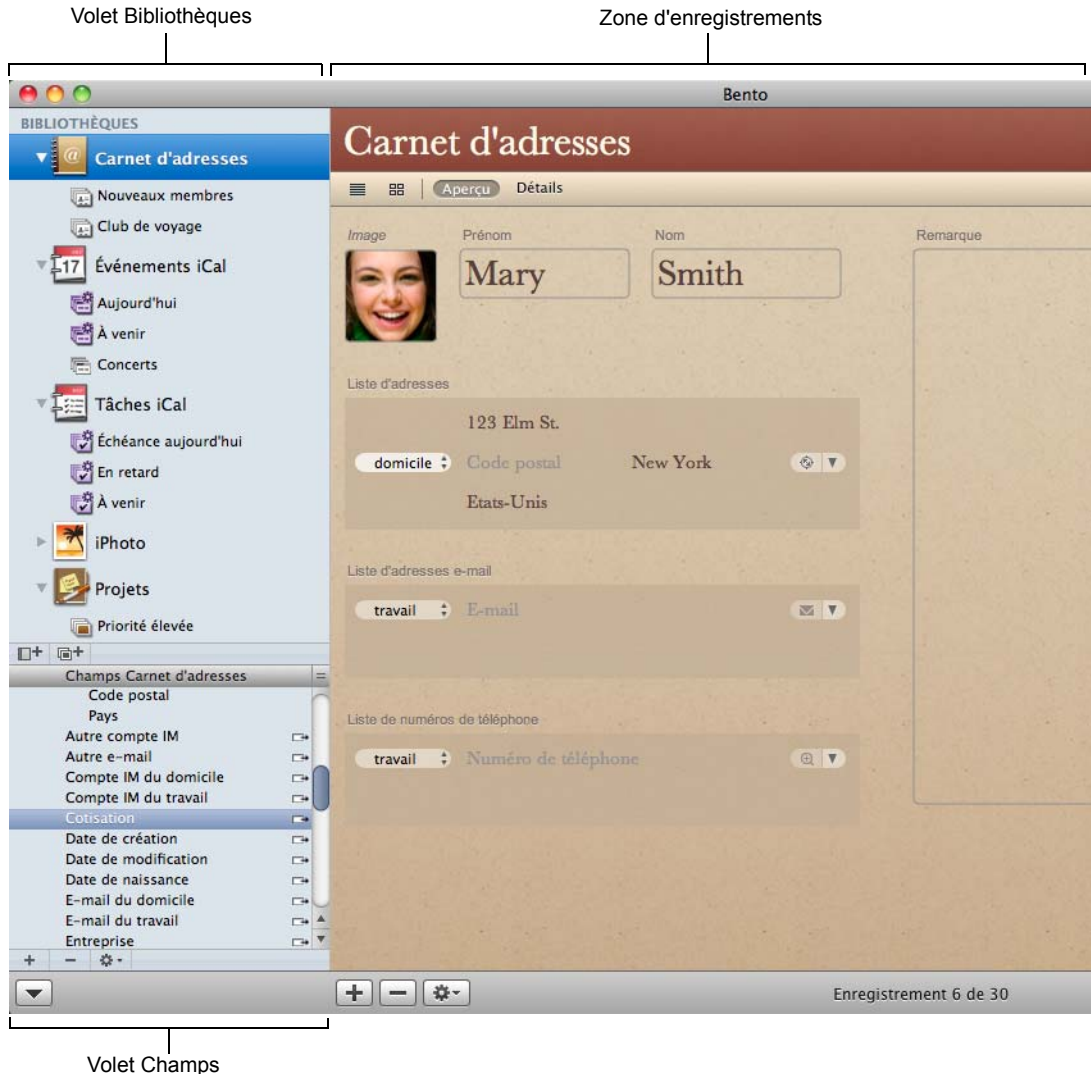 Volet Bibliothèques
Zone d'enregistrements
Bento
BIBLIOTHÈQUES
@ Carnet d'adresses
Nouveaux membres
Club de voyage
17 Événements iCal
Aujourd'hui
À venir
Concerts
Tâches iCal
Échéance aujourd'hui
En retard
À venir
iPhoto
Projets
Priorité élevée
Champs Carnet d'adresses
Code postal
Pays
Autre compte IM
Autre e-mail
Compte IM du domicile
Compte IM du travail
Cotisation
Date de création
Date de modification
Date de naissance
E-mail du domicile
E-mail du travail
Entreprise
Carnet d'adresses
Aperçu Détails
Image Prénom Nom Remarque
Mary Smith
Liste d'adresses
123 Elm St.
domicile Code postal New York
Etats-Unis
Liste d'adresses e-mail
travail E-mail
Liste de numéros de téléphone
travail Numéro de téléphone
Enregistrement 6 de 30
Volet Champs